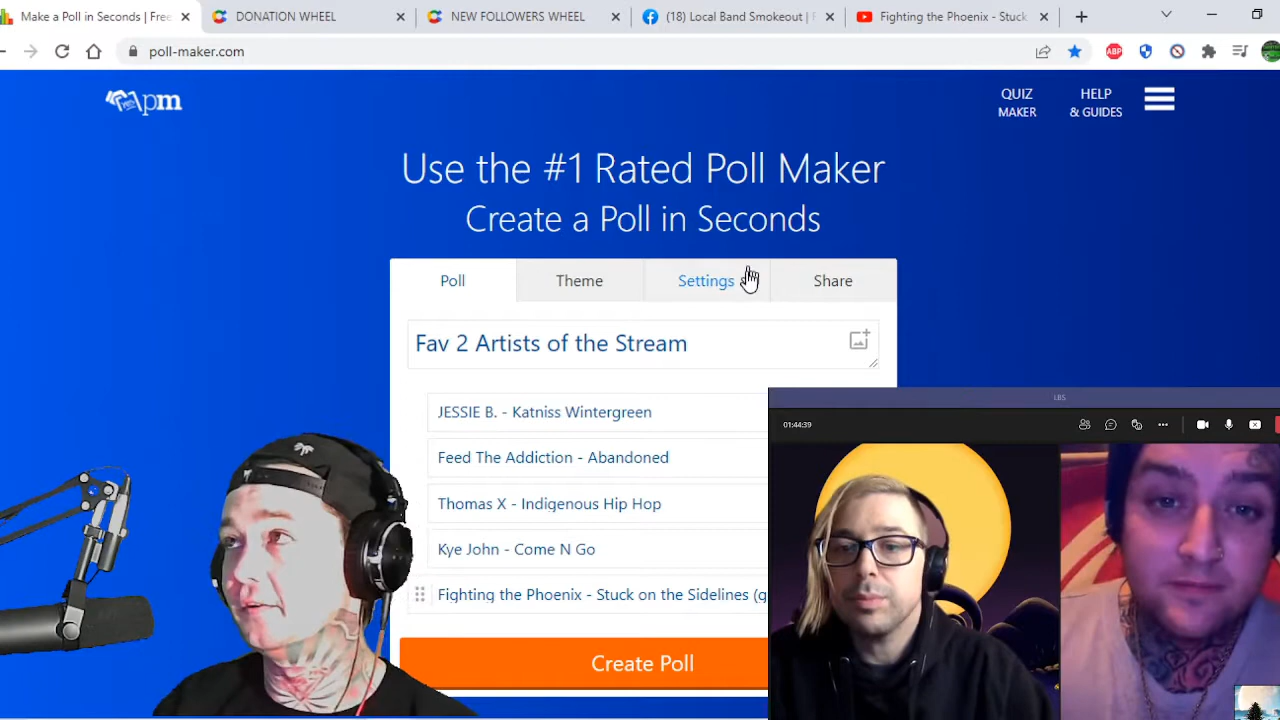 Make a Poll in Seconds | Free
DONATION WHEEL
NEW FOLLOWERS WHEEL
(18) Local Band Smokeout | F
Fighting the Phoenix - Stuck
poll-maker.com
ABP
pm
QUIZ
MAKER
HELP
& GUIDES
Use the #1 Rated Poll Maker
Create a Poll in Seconds
Poll
Theme
Settings
Share
Fav 2 Artists of the Stream
JESSIE B. - Katniss Wintergreen
Feed The Addiction - Abandoned
Thomas X - Indigenous Hip Hop
Kye John - Come N Go
Fighting the Phoenix - Stuck on the Sidelines (g
Create Poll
LBS
01:44:39